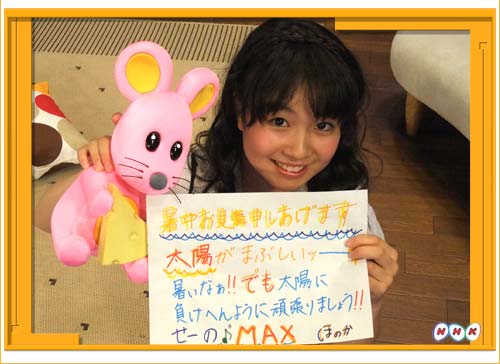 暑中お見舞申しあげます
太陽がまぶしいッー
暑いなぁ!!でも太陽に
負けへんように頑張りましょう!!
せーの♪MAX ほのか
NHK